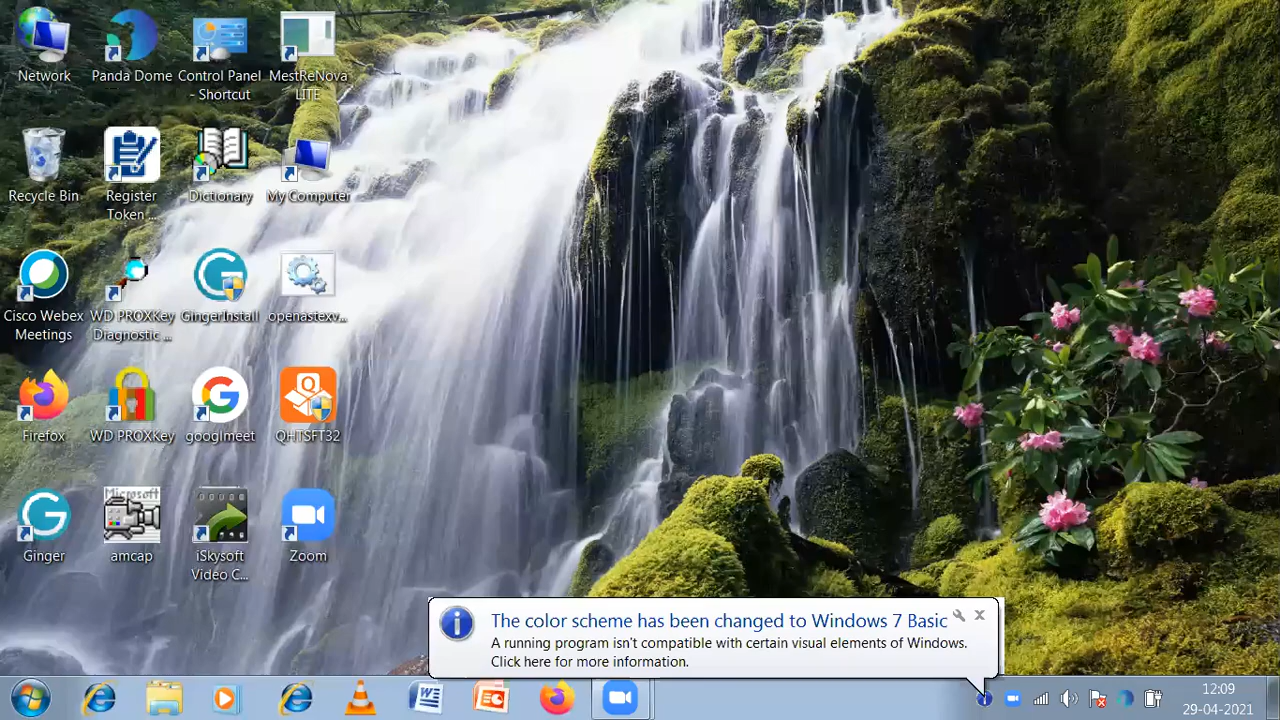 Network
Panda Dome
Control Panel
- Shortcut
MestReNova
LITE
Recycle Bin
Register
Token ...
Dictionary
My Computer
Cisco Webex
Meetings
WD PROXKey
Diagnostic ...
GingerInstall
openastexv...
Firefox
WD PROXKey
googlmeet
QHTSFT32
Microsoft
Ginger
amcap
iSkysoft
Video C...
Zoom
The color scheme has been changed to Windows 7 Basic
A running program isn't compatible with certain visual elements of Windows.
Click here for more information.
12:09
29-04-2021